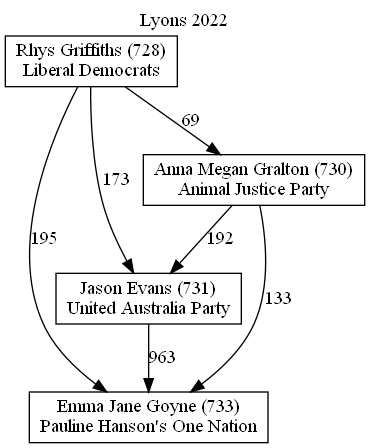 Lyons 2022
Rhys Griffiths (728)
Liberal Democrats
69
Anna Megan Gralton (730)
Animal Justice Party
173
195
192
133
Jason Evans (731)
United Australia Party
963
Emma Jane Goyne (733)
Pauline Hanson's One Nation